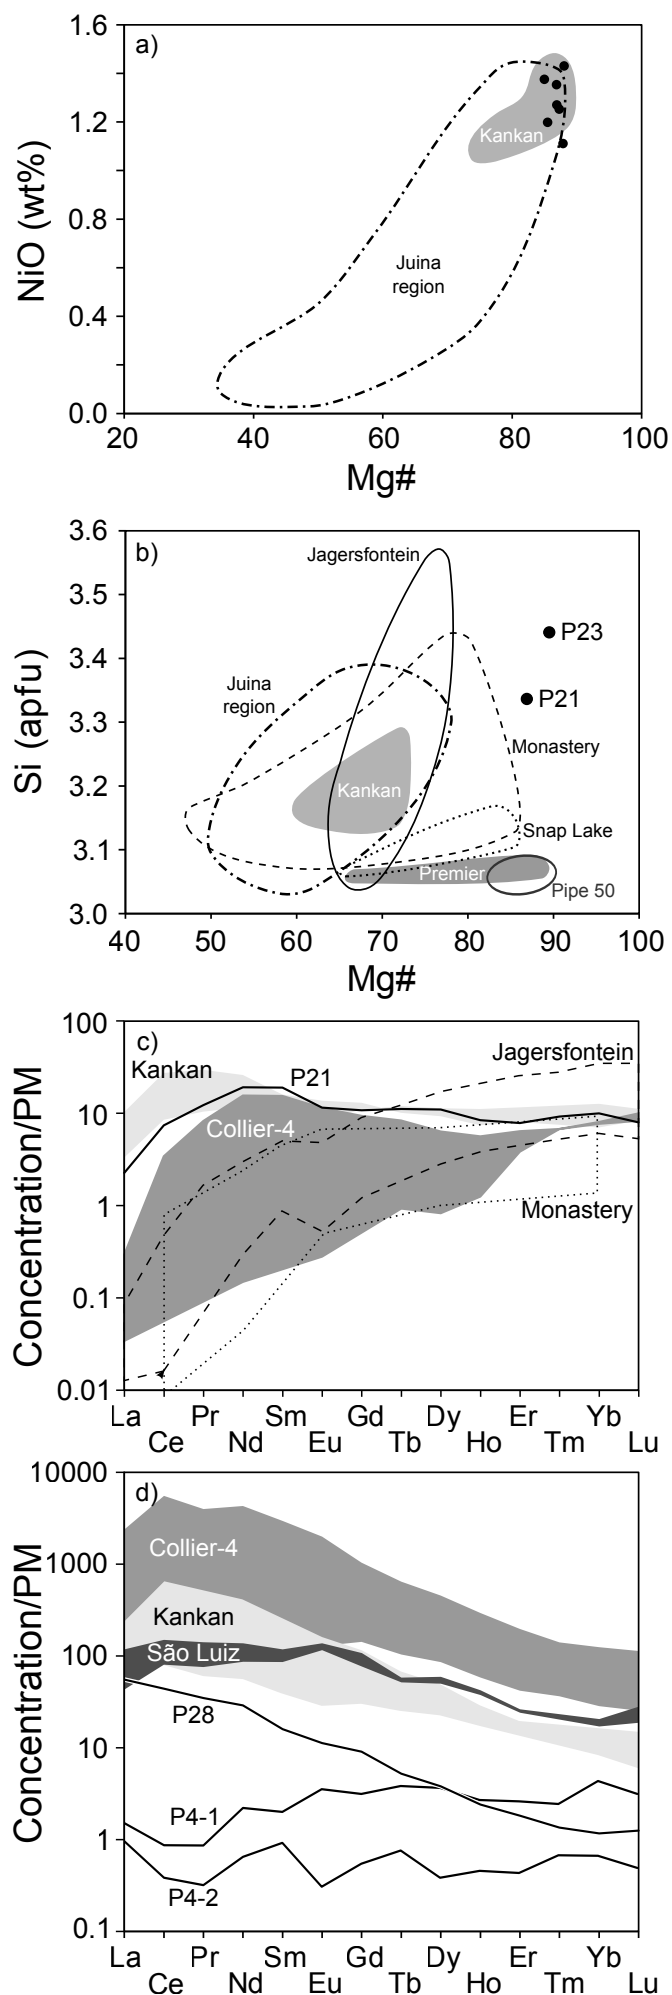 a)
1.6
1.2
0.8
0.4
0.0
NiO (wt%)
Kankan
Juina
region
20
40
60
80
100
Mg#
b)
3.6
3.5
3.4
3.3
3.2
3.1
3.0
Si (apfu)
Jagersfontein
P23
P21
Juina
region
Monastery
Kankan
Snap Lake
Premier
Pipe 50
40
50
60
70
80
90
100
Mg#
c)
100
10
1
0.1
0.01
Concentration/PM
Kankan
P21
Jagersfontein
Collier-4
Monastery
La
Ce
Pr
Nd
Sm
Eu
Gd
Tb
Dy
Ho
Er
Tm
Yb
Lu
d)
10000
1000
100
10
1
0.1
Concentration/PM
Collier-4
Kankan
São Luiz
P28
P4-1
P4-2
La
Ce
Pr
Nd
Sm
Eu
Gd
Tb
Dy
Ho
Er
Tm
Yb
Lu